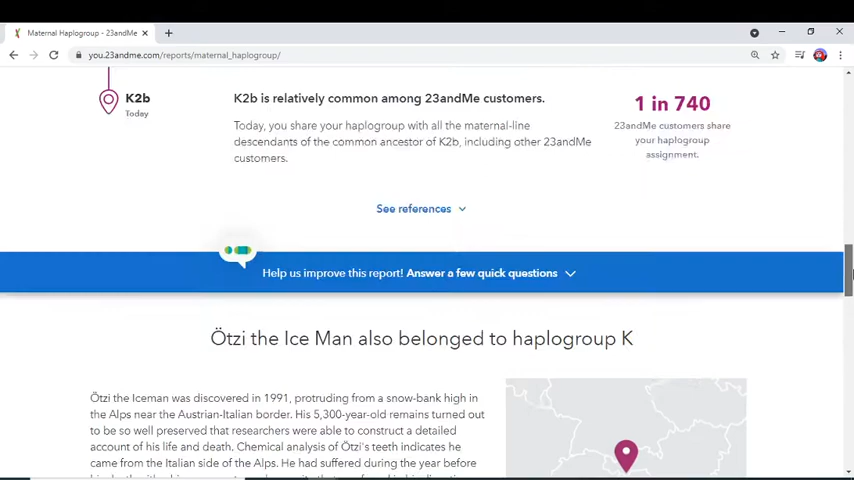 Maternal Haplogroup - 23andMe
you.23andme.com/reports/maternal_haplogroup/
K2b
Today
K2b is relatively common among 23andMe customers.
Today, you share your haplogroup with all the maternal-line
descendants of the common ancestor of K2b, including other 23andMe
customers.
1 in 740
23andMe customers share
your haplogroup
assignment.
See references
Help us improve this report! Answer a few quick questions
Ötzi the Ice Man also belonged to haplogroup K
Ötzi the Iceman was discovered in 1991, protruding from a snow-bank high in
the Alps near the Austrian-Italian border. His 5,300-year-old remains turned out
to be so well preserved that researchers were able to construct a detailed
account of his life and death. Chemical analysis of Ötzi's teeth indicates he
came from the Italian side of the Alps. He had suffered during the year before